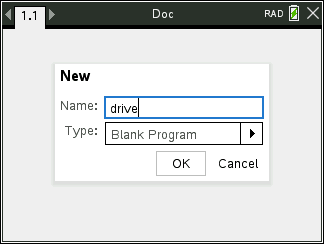 1.1 Doc RAD
New
Name: drive
Type: Blank Program
OK Cancel